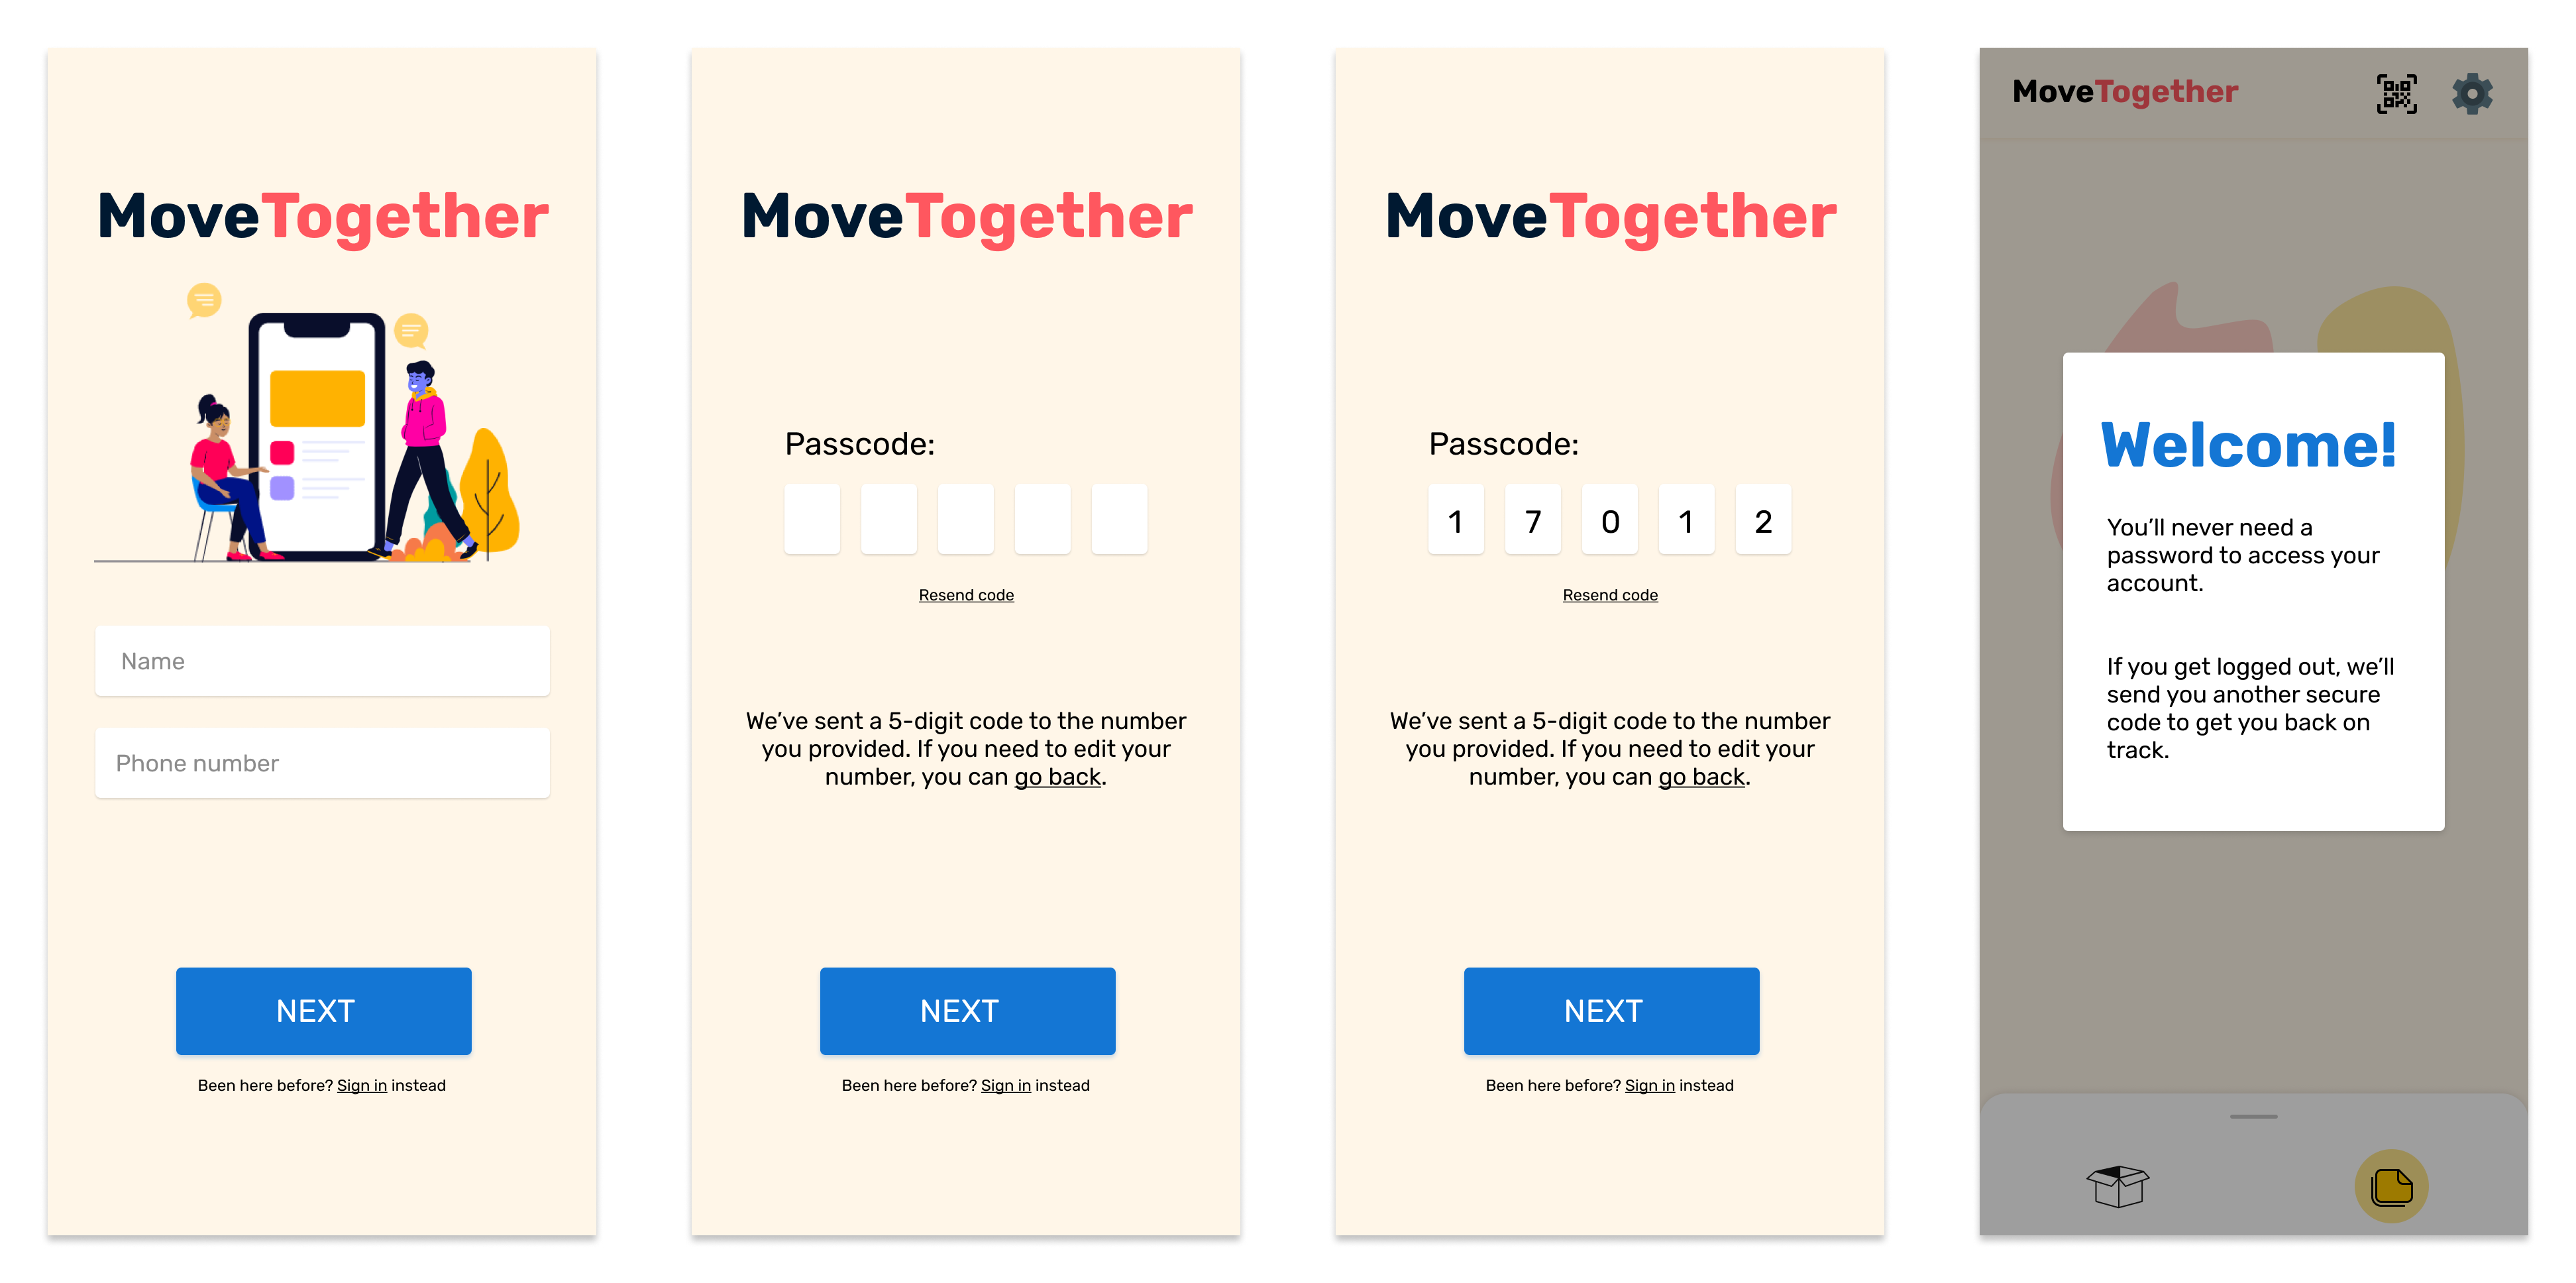 MoveTogether
Name
Phone number
NEXT
Been here before? Sign in instead
MoveTogether
Passcode:
Resend code
We’ve sent a 5-digit code to the number
you provided. If you need to edit your
number, you can go back.
NEXT
Been here before? Sign in instead
MoveTogether
Passcode:
1 7 0 1 2
Resend code
We’ve sent a 5-digit code to the number
you provided. If you need to edit your
number, you can go back.
NEXT
Been here before? Sign in instead
MoveTogether
Welcome!
You’ll never need a
password to access your
account.
If you get logged out, we’ll
send you another secure
code to get you back on
track.